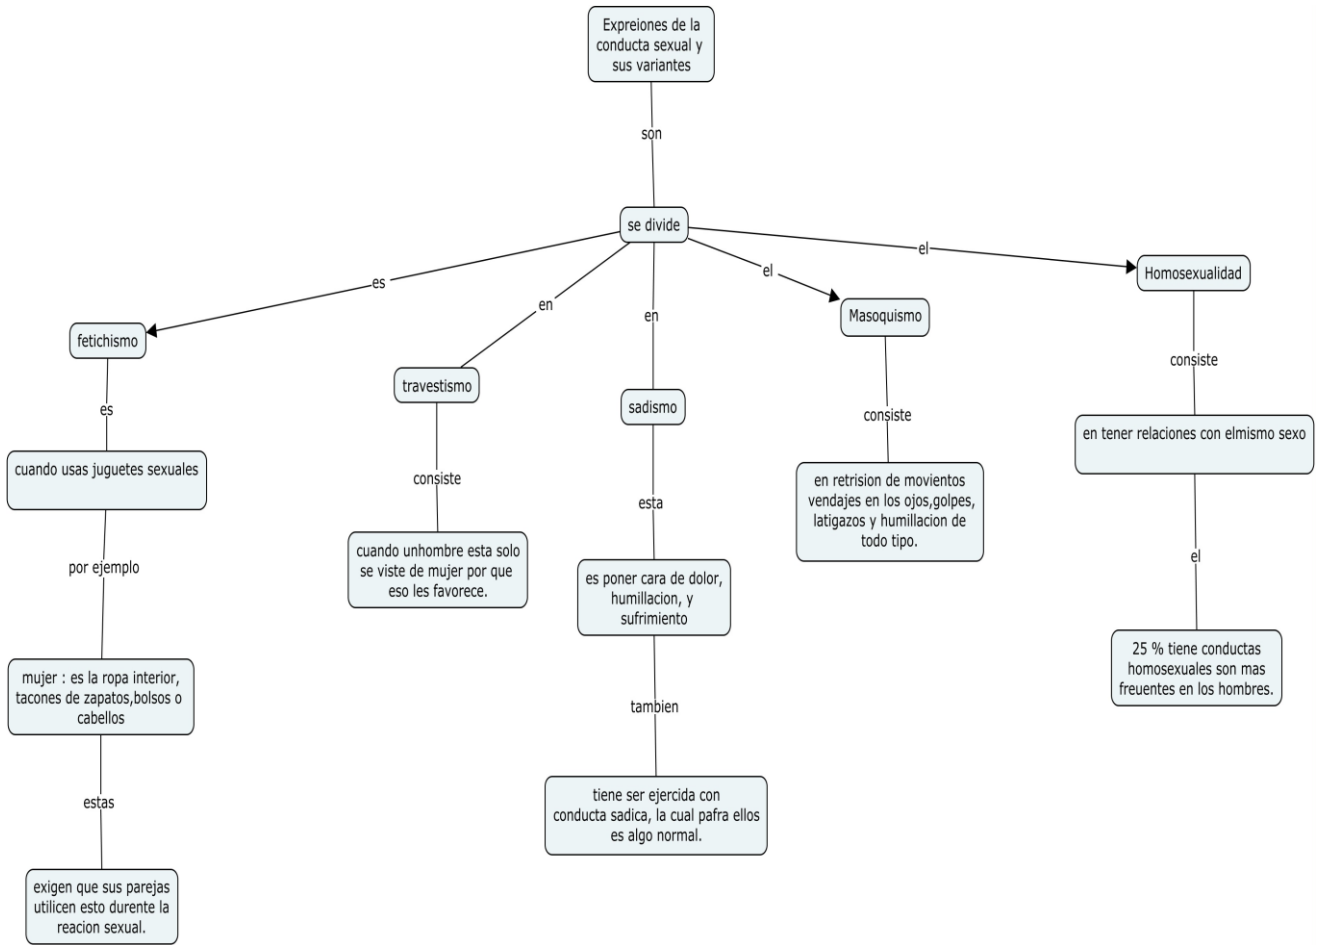 Expreiones de la
conducta sexual y
sus variantes
son
se divide
es
en
en
el
el
fetichismo
travestismo
sadismo
Masoquismo
Homosexualidad
es
consiste
esta
consiste
consiste
cuando usas juguetes sexuales
cuando unhombre esta solo
se viste de mujer por que
eso les favorece.
es poner cara de dolor,
humillacion, y
sufrimiento
en retrision de movientos
vendajes en los ojos,golpes,
latigazos y humillacion de
todo tipo.
en tener relaciones con elmismo sexo
por ejemplo
tambien
el
mujer : es la ropa interior,
tacones de zapatos,bolsos o
cabellos
tiene ser ejercida con
conducta sadica, la cual pafra ellos
es algo normal.
25 % tiene conductas
homosexuales son mas
freuentes en los hombres.
estas
exigen que sus parejas
utilicen esto durente la
reacion sexual.